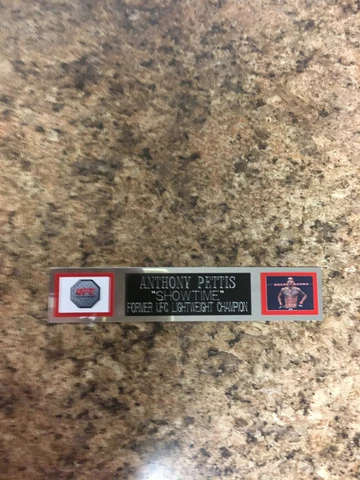 UFC
ANTHONY PETTIS
"SHOWTIME"
FORMER UFC LIGHTWEIGHT CHAMPION